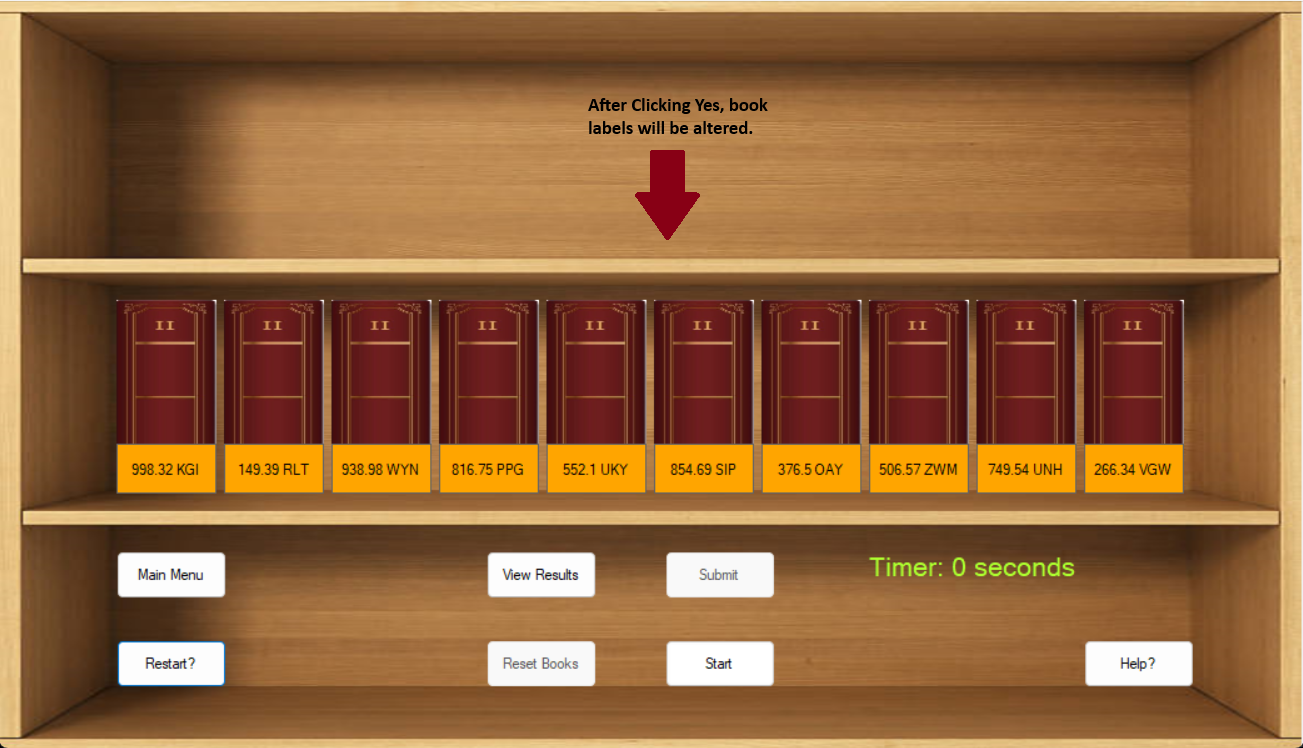 After Clicking Yes, book
labels will be altered.
II II II II II II II II II II
998.32 KGI 149.39 RLT 938.98 WYN 816.75 PPG 552.1 UKY 854.69 SIP 376.5 OAY 506.57 ZWM 749.54 UNH 266.34 VGW
Main Menu View Results Submit Timer: 0 seconds
Restart? Reset Books Start Help?